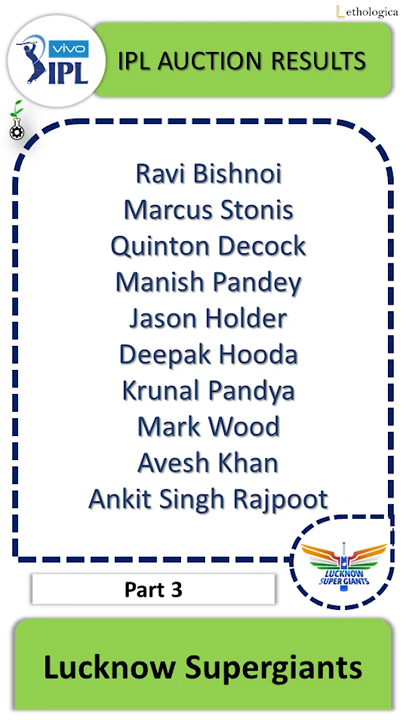 Lethologica
vivo
IPL
IPL AUCTION RESULTS
Ravi Bishnoi
Marcus Stonis
Quinton Decock
Manish Pandey
Jason Holder
Deepak Hooda
Krunal Pandya
Mark Wood
Avesh Khan
Ankit Singh Rajpoot
LUCKNOW
SUPER GIANTS
Part 3
Lucknow Supergiants